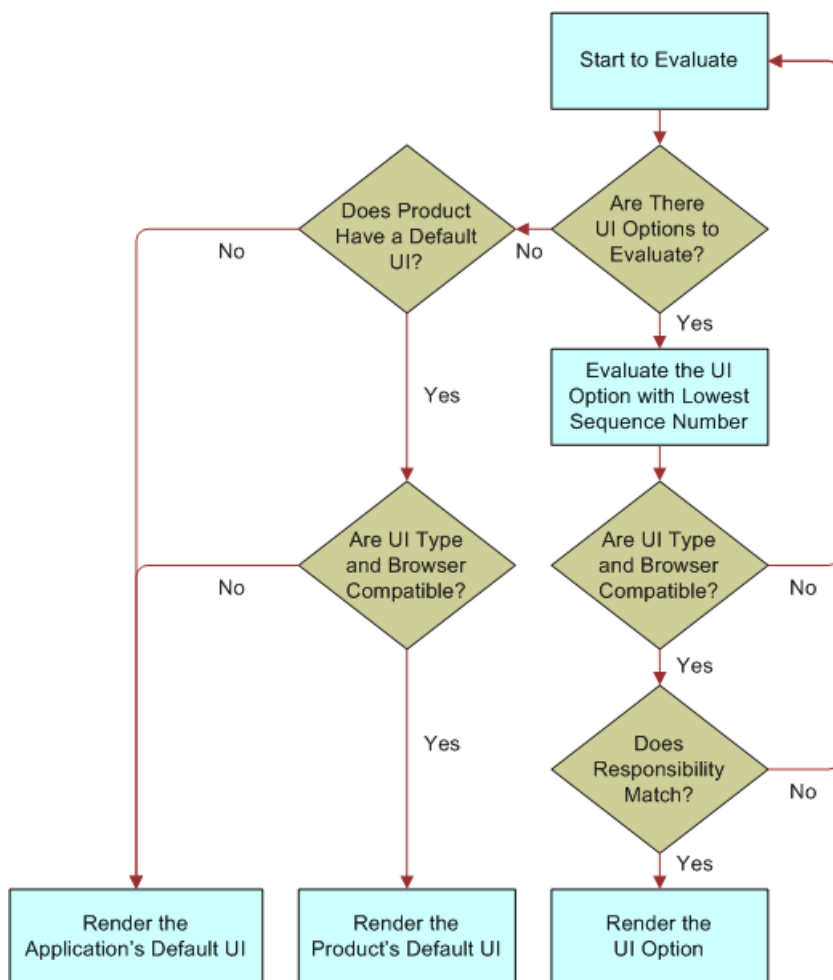 Start to Evaluate
Are There
UI Options to
Evaluate?
No
Does Product
Have a Default
UI?
No
Yes
Yes
Evaluate the UI
Option with Lowest
Sequence Number
Are UI Type
and Browser
Compatible?
No
Yes
Are UI Type
and Browser
Compatible?
No
Yes
Does
Responsibility
Match?
No
Yes
Render the
Application's Default UI
Render the
Product's Default UI
Render the
UI Option